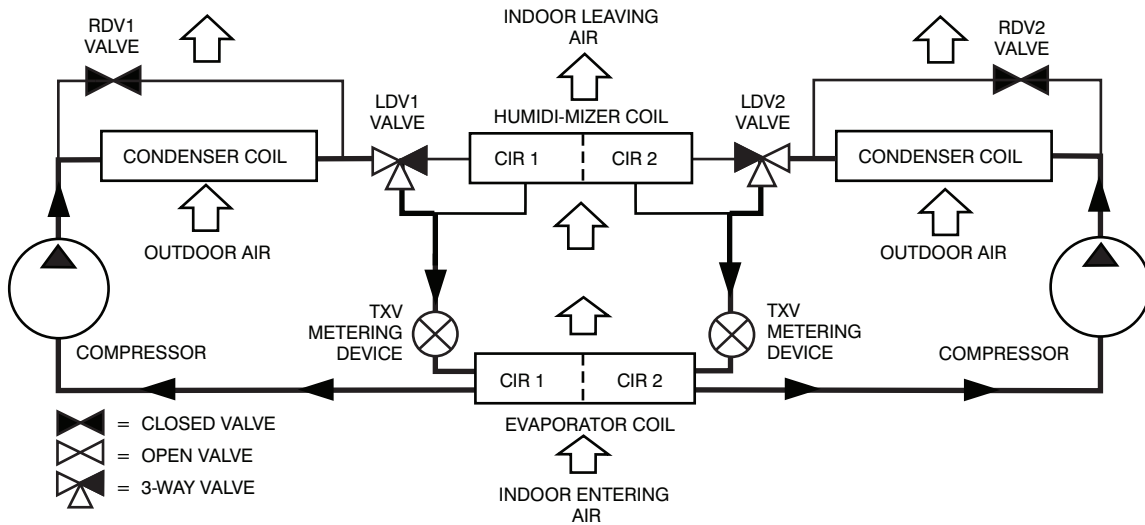 RDV1
VALVE
INDOOR LEAVING
AIR
RDV2
VALVE
LDV1
VALVE
HUMIDI-MIZER COIL
LDV2
VALVE
CONDENSER COIL
CIR 1
CIR 2
CONDENSER COIL
OUTDOOR AIR
OUTDOOR AIR
TXV
METERING
DEVICE
TXV
METERING
DEVICE
COMPRESSOR
COMPRESSOR
CIR 1
CIR 2
EVAPORATOR COIL
= CLOSED VALVE
= OPEN VALVE
= 3-WAY VALVE
INDOOR ENTERING
AIR